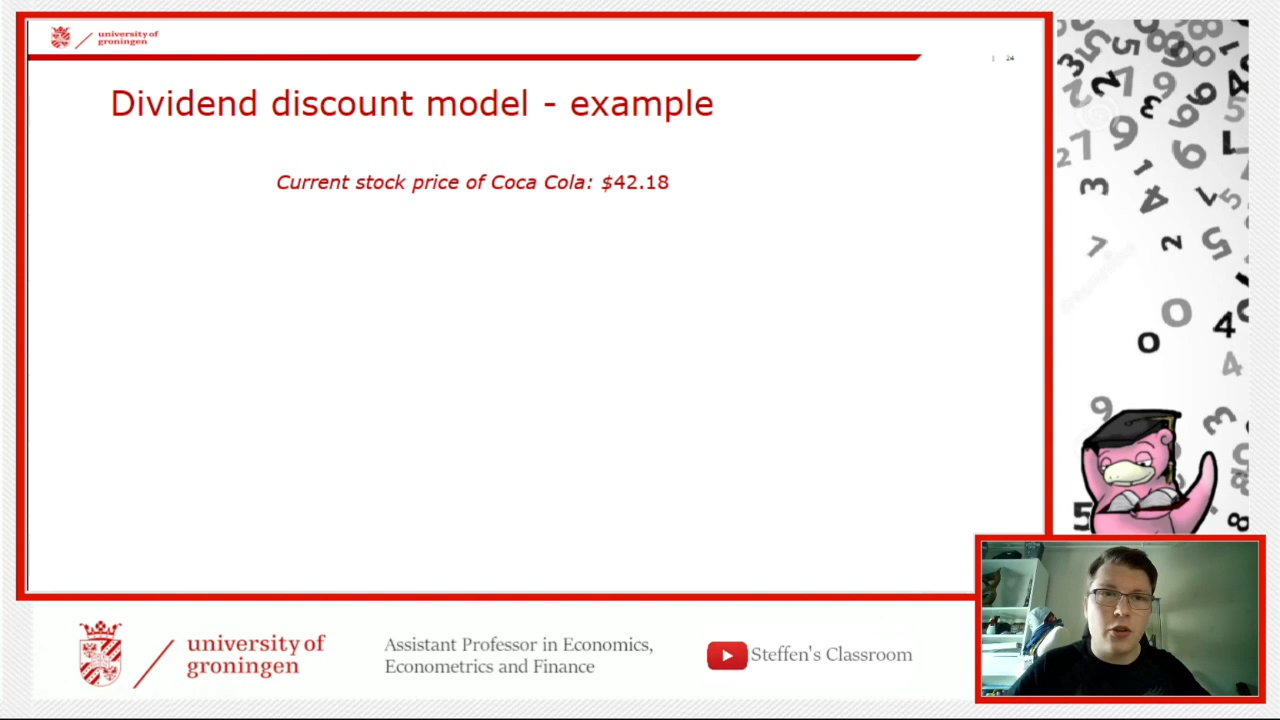 university of
groningen
| 24
Dividend discount model - example
Current stock price of Coca Cola: $42.18
university of
groningen
Assistant Professor in Economics,
Econometrics and Finance
Steffen's Classroom